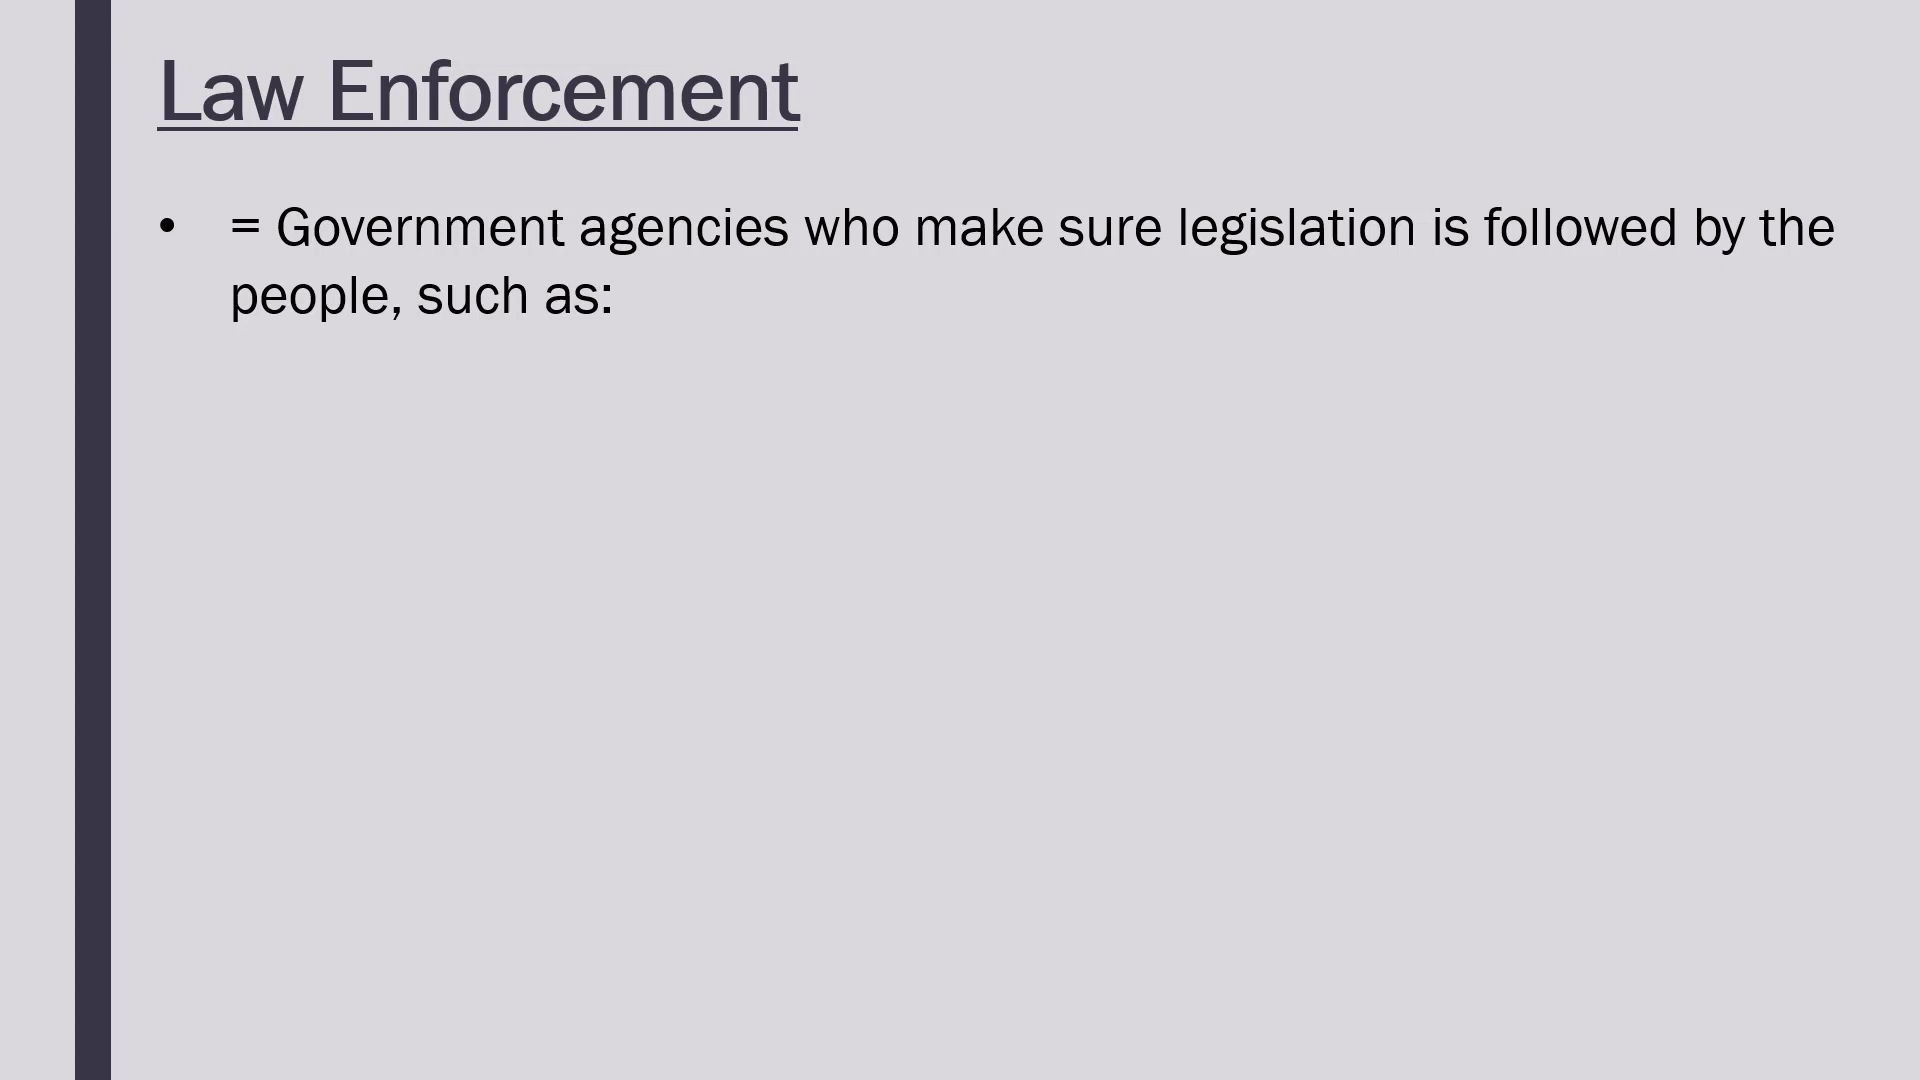 Law Enforcement
• = Government agencies who make sure legislation is followed by the
people, such as: